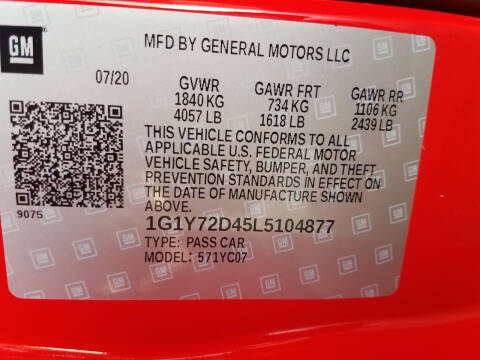 GM
MFD BY GENERAL MOTORS LLC
07/20
GVWR GAWR FRT GAWR RR
1840 KG 734 KG 1106 KG
4057 LB 1618 LB 2439 LB
THIS VEHICLE CONFORMS TO ALL
APPLICABLE U.S. FEDERAL MOTOR
VEHICLE SAFETY, BUMPER, AND THEFT
PREVENTION STANDARDS IN EFFECT ON
THE DATE OF MANUFACTURE SHOWN
ABOVE.
9075
1G1Y72D45L5104877
TYPE: PASS CAR
MODEL: 571YC07